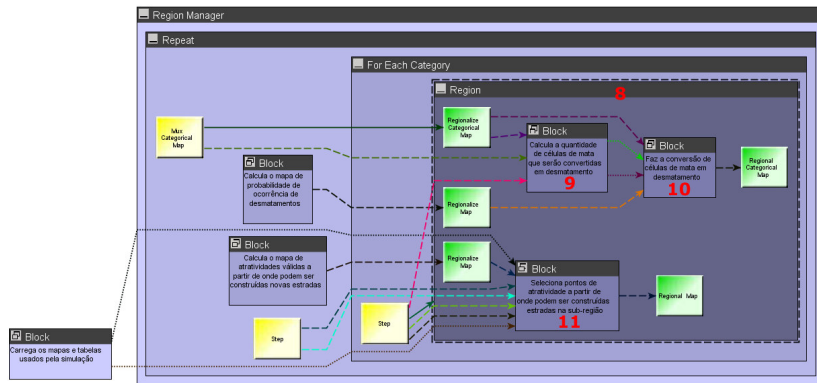 Region Manager
Repeat
For Each Category
Region
8
Mux
Categorical
Map
Regionalize
Categorical
Map
Block
Calcula a quantidade
de células de mata
que serão convertidas
em desmatamento
9
Block
Faz a conversão de
células de mata em
desmatamento
10
Regional
Categorical
Map
Block
Calcula o mapa de
probabilidade de
ocorrência de
desmatamentos
Regionalize
Map
Block
Calcula o mapa de
atratividades válidas a
partir de onde podem ser
construídas novas estradas
Regionalize
Map
Block
Seleciona pontos de
atratividade a partir de
onde podem ser construídas
estradas na sub-região
11
Regional Map
Step
Step
Block
Carrega os mapas e tabelas
usados pela simulação